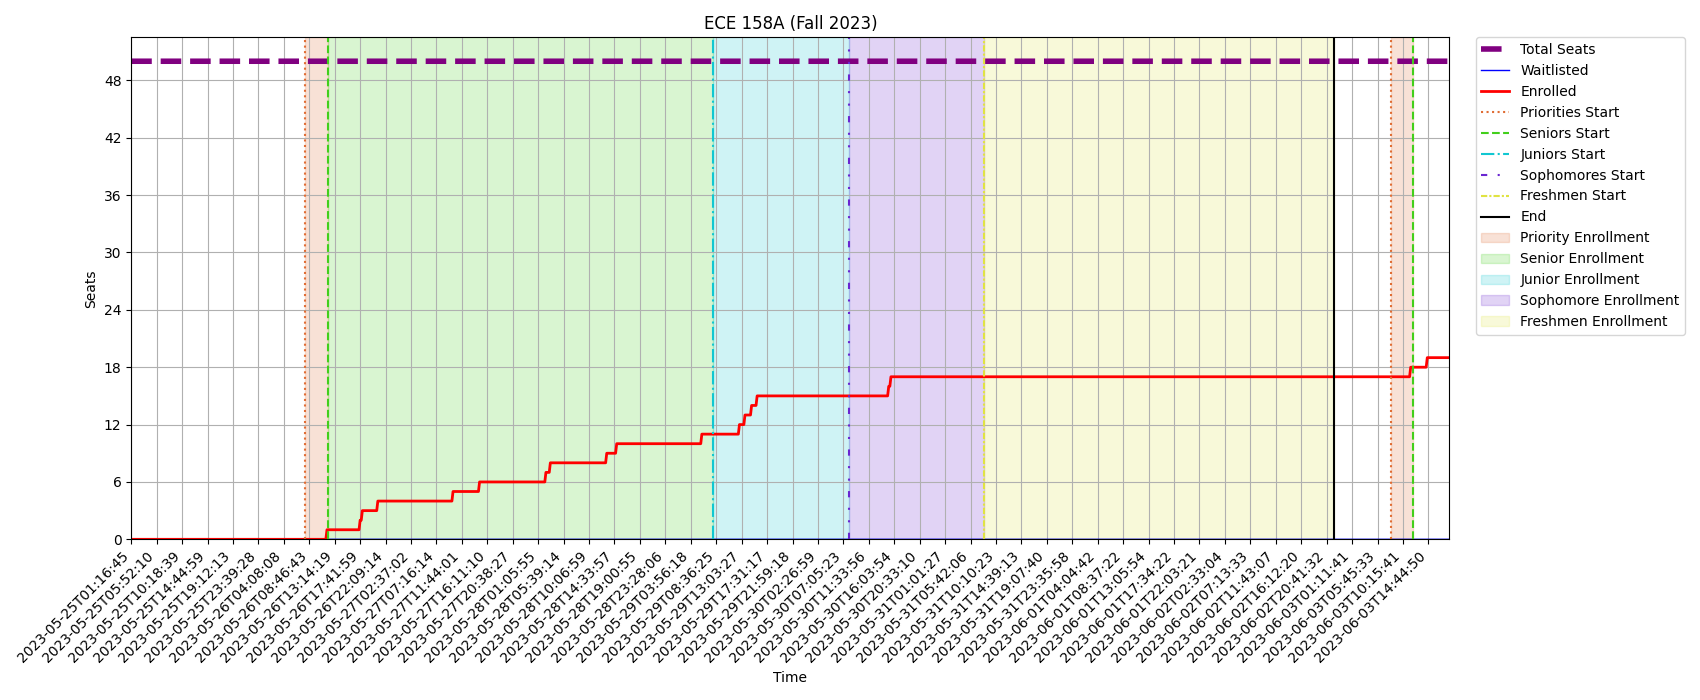 ECE 158A (Fall 2023)
Seats
48
42
36
30
24
18
12
6
0
2023-05-25T01:16:45
2023-05-25T05:52:10
2023-05-25T10:18:39
2023-05-25T14:44:59
2023-05-25T19:12:13
2023-05-25T23:39:28
2023-05-26T04:08:08
2023-05-26T08:46:43
2023-05-26T13:14:19
2023-05-26T17:41:59
2023-05-26T22:09:14
2023-05-27T02:37:02
2023-05-27T07:16:14
2023-05-27T11:44:01
2023-05-27T16:11:10
2023-05-27T20:38:27
2023-05-28T01:05:55
2023-05-28T05:39:14
2023-05-28T10:06:59
2023-05-28T14:33:57
2023-05-28T19:00:55
2023-05-28T23:28:06
2023-05-29T03:56:18
2023-05-29T08:36:25
2023-05-29T13:03:27
2023-05-29T17:31:17
2023-05-29T21:59:18
2023-05-30T02:26:59
2023-05-30T07:05:23
2023-05-30T11:33:56
2023-05-30T16:03:54
2023-05-30T20:33:10
2023-05-31T01:01:27
2023-05-31T05:42:06
2023-05-31T10:10:23
2023-05-31T14:39:13
2023-05-31T19:07:40
2023-05-31T23:35:58
2023-06-01T04:04:42
2023-06-01T08:37:22
2023-06-01T13:05:54
2023-06-01T17:34:22
2023-06-01T22:03:21
2023-06-02T02:33:04
2023-06-02T07:13:33
2023-06-02T11:43:07
2023-06-02T16:12:20
2023-06-02T20:41:32
2023-06-03T01:11:41
2023-06-03T05:45:33
2023-06-03T10:15:41
2023-06-03T14:44:50
Time
Total Seats
Waitlisted
Enrolled
Priorities Start
Seniors Start
Juniors Start
Sophomores Start
Freshmen Start
End
Priority Enrollment
Senior Enrollment
Junior Enrollment
Sophomore Enrollment
Freshmen Enrollment